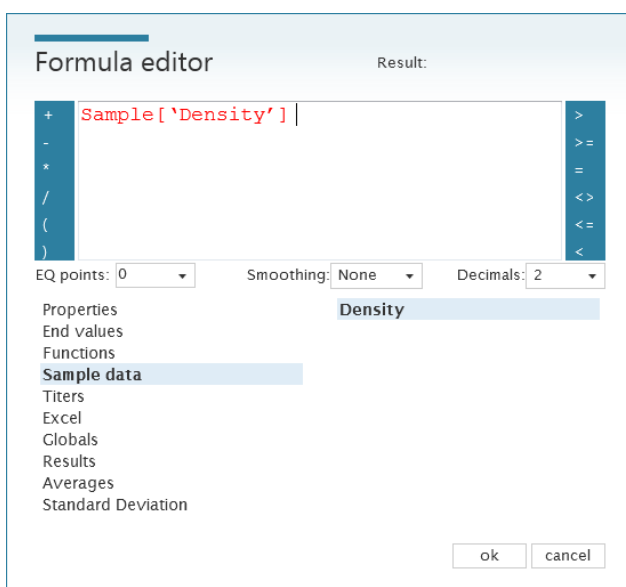 Formula editor Result:
+ Sample[‘Density’] >
- >=
* =
/ <>
( <=
) <
EQ points: 0 Smoothing: None Decimals: 2
Properties Density
End values
Functions
Sample data
Titers
Excel
Globals
Results
Averages
Standard Deviation
ok cancel